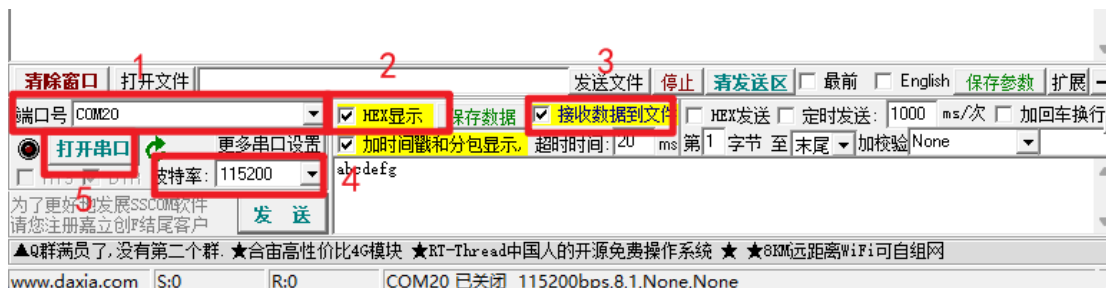 1 2 3
清除窗口 打开文件 发送文件 停止 清发送区 最前 English 保存参数 扩展 —
端口号 COM20 HEX显示 保存数据 接收数据到文件 HEX发送 定时发送: 1000 ms/次 加回车换行
打开串口 更多串口设置 加时间戳和分包显示, 超时时间: 20 ms 第 1 字节 至 末尾 加校验 None
RTS DTR 波特率: 115200 abcdefg
5 4
为了更好地发展SSCOM软件
请您注册嘉立创F结尾客户 发 送
▲Q群满员了,没有第二个群. ★合宙高性价比4G模块 ★RT-Thread中国人的开源免费操作系统 ★ ★8KM远距离WiFi可自组网
www.daxia.com S:0 R:0 COM20 已关闭 115200bps,8,1,None,None